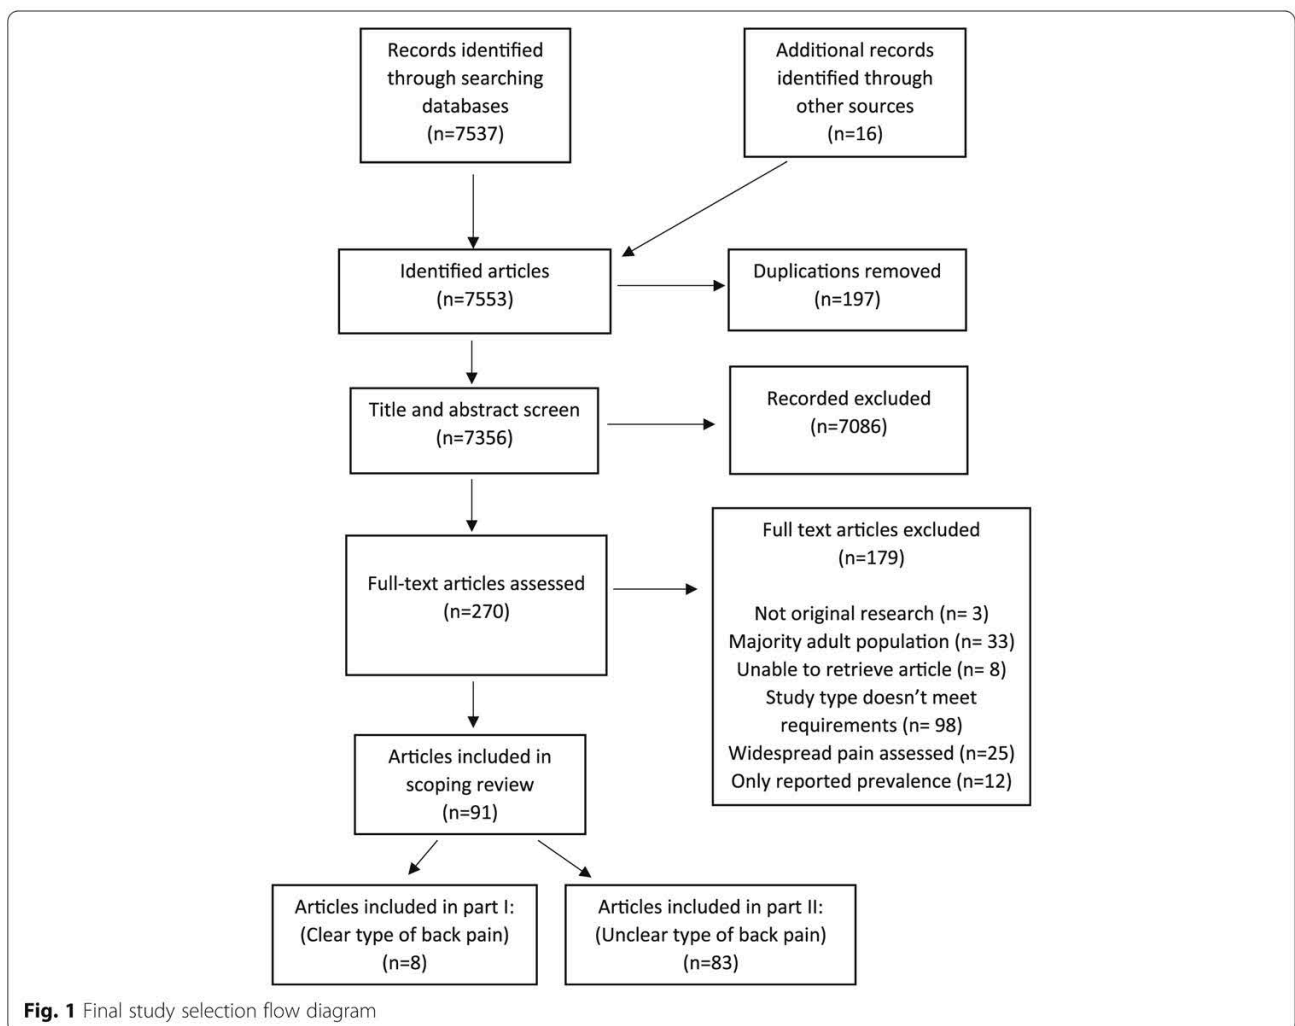 Records identified
through searching
databases
(n=7537)
Additional records
identified through
other sources
(n=16)
Identified articles
(n=7553)
Duplications removed
(n=197)
Title and abstract screen
(n=7356)
Recorded excluded
(n=7086)
Full-text articles assessed
(n=270)
Full text articles excluded
(n=179)
Not original research (n= 3)
Majority adult population (n= 33)
Unable to retrieve article (n= 8)
Study type doesn’t meet
requirements (n= 98)
Widespread pain assessed (n=25)
Only reported prevalence (n=12)
Articles included in
scoping review
(n=91)
Articles included in part I:
(Clear type of back pain)
(n=8)
Articles included in part II:
(Unclear type of back pain)
(n=83)
Fig. 1 Final study selection flow diagram